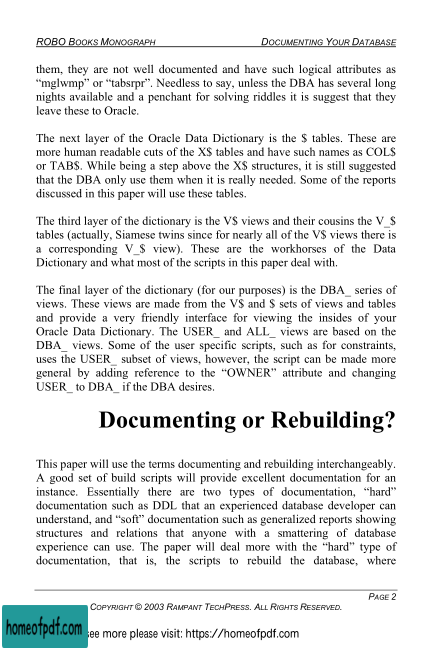 ROBO BOOKS MONOGRAPH DOCUMENTING YOUR DATABASE
them, they are not well documented and have such logical attributes as
“mglwmp” or “tabsrpr”. Needless to say, unless the DBA has several long
nights available and a penchant for solving riddles it is suggest that they
leave these to Oracle.
The next layer of the Oracle Data Dictionary is the $ tables. These are
more human readable cuts of the X$ tables and have such names as COL$
or TAB$. While being a step above the X$ structures, it is still suggested
that the DBA only use them when it is really needed. Some of the reports
discussed in this paper will use these tables.
The third layer of the dictionary is the V$ views and their cousins the V_$
tables (actually, Siamese twins since for nearly all of the V$ views there is
a corresponding V_$ view). These are the workhorses of the Data
Dictionary and what most of the scripts in this paper deal with.
The final layer of the dictionary (for our purposes) is the DBA_ series of
views. These views are made from the V$ and $ sets of views and tables
and provide a very friendly interface for viewing the insides of your
Oracle Data Dictionary. The USER_ and ALL_ views are based on the
DBA_ views. Some of the user specific scripts, such as for constraints,
uses the USER_ subset of views, however, the script can be made more
general by adding reference to the “OWNER” attribute and changing
USER_ to DBA_ if the DBA desires.
Documenting or Rebuilding?
This paper will use the terms documenting and rebuilding interchangeably.
A good set of build scripts will provide excellent documentation for an
instance. Essentially there are two types of documentation, “hard”
documentation such as DDL that an experienced database developer can
understand, and “soft” documentation such as generalized reports showing
structures and relations that anyone with a smattering of database
experience can use. The paper will deal more with the “hard” type of
documentation, that is, the scripts to rebuild the database, where
PAGE 2
COPYRIGHT © 2003 RAMPANT TECHPRESS. ALL RIGHTS RESERVED.
homeofpdf.com see more please visit: https://homeofpdf.com